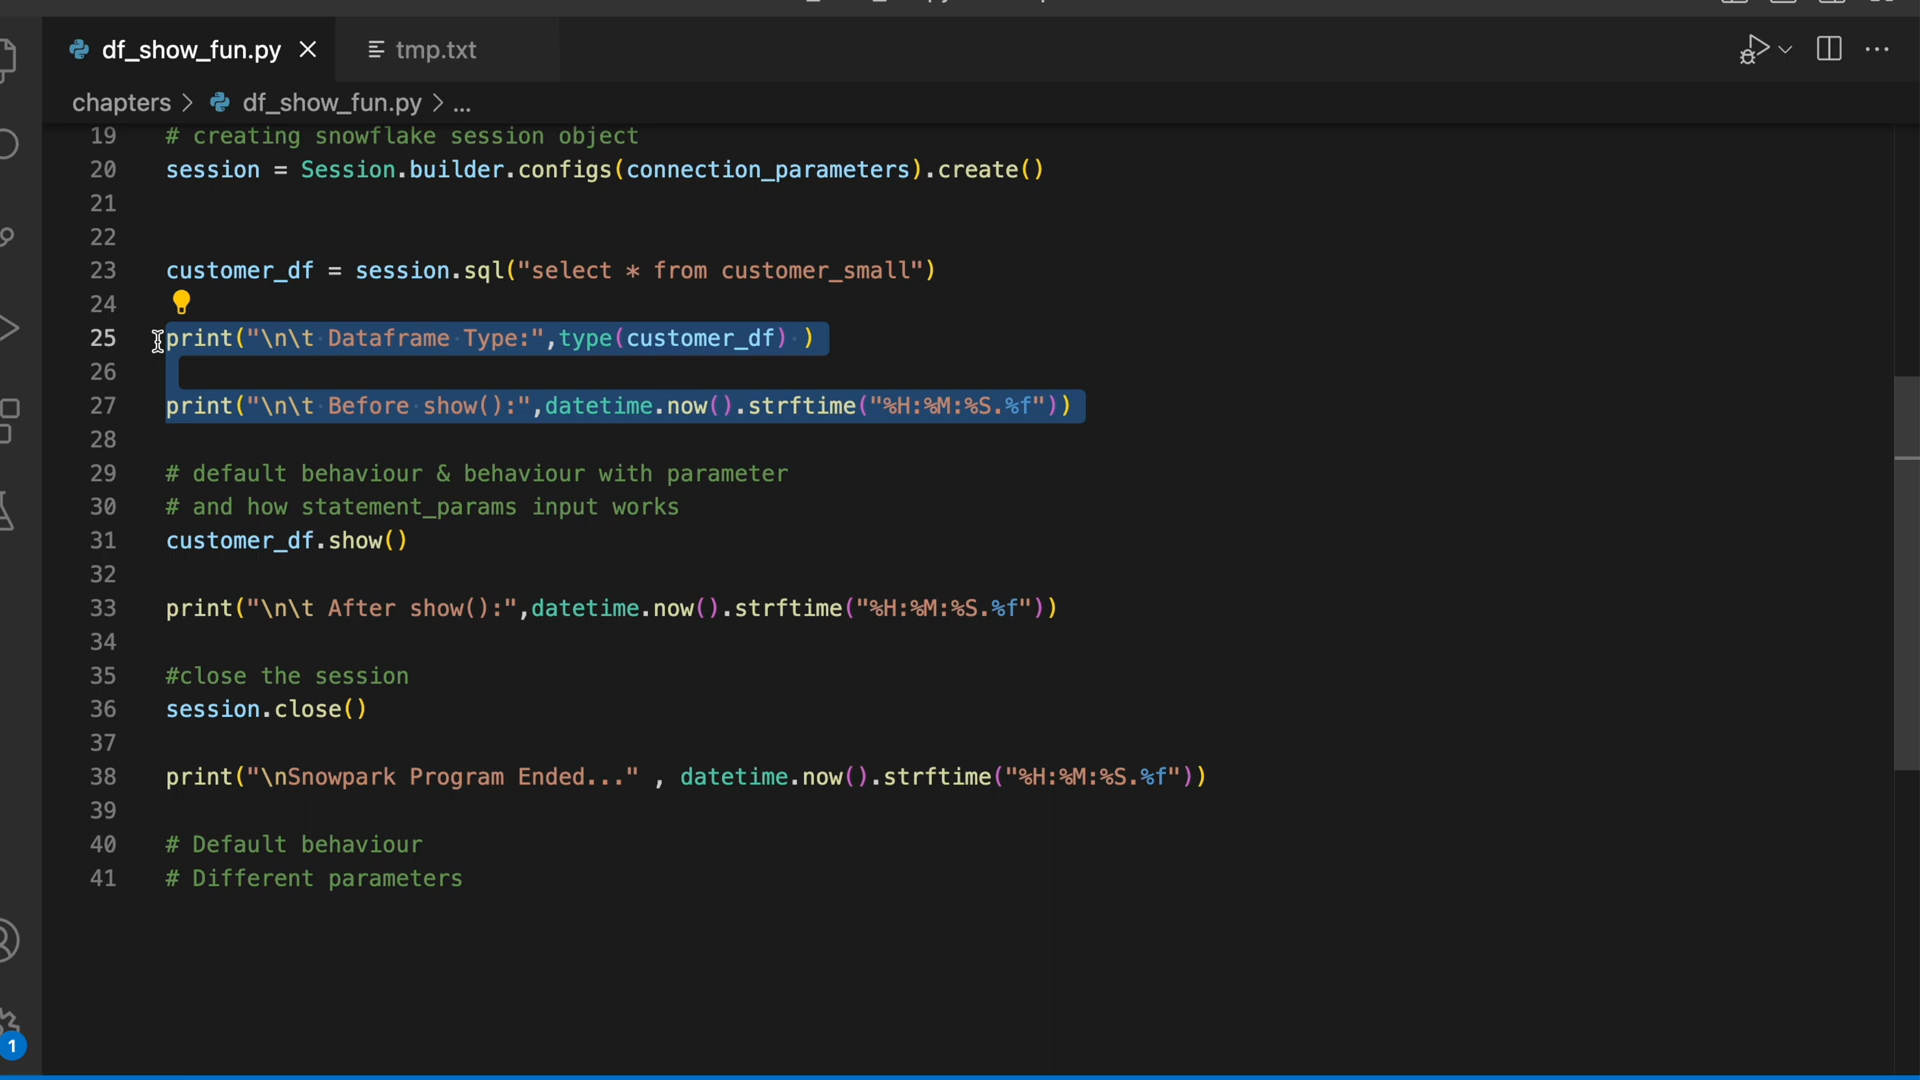 df_show_fun.py
tmp.txt
chapters > df_show_fun.py > ...
19 # creating snowflake session object
20 session = Session.builder.configs(connection_parameters).create()
21
22
23 customer_df = session.sql("select * from customer_small")
24
25 print("\n\t Dataframe Type:",type(customer_df) )
26
27 print("\n\t Before show():",datetime.now().strftime("%H:%M:%S.%f"))
28
29 # default behaviour & behaviour with parameter
30 # and how statement_params input works
31 customer_df.show()
32
33 print("\n\t After show():",datetime.now().strftime("%H:%M:%S.%f"))
34
35 #close the session
36 session.close()
37
38 print("\nSnowpark Program Ended..." , datetime.now().strftime("%H:%M:%S.%f"))
39
40 # Default behaviour
41 # Different parameters
1